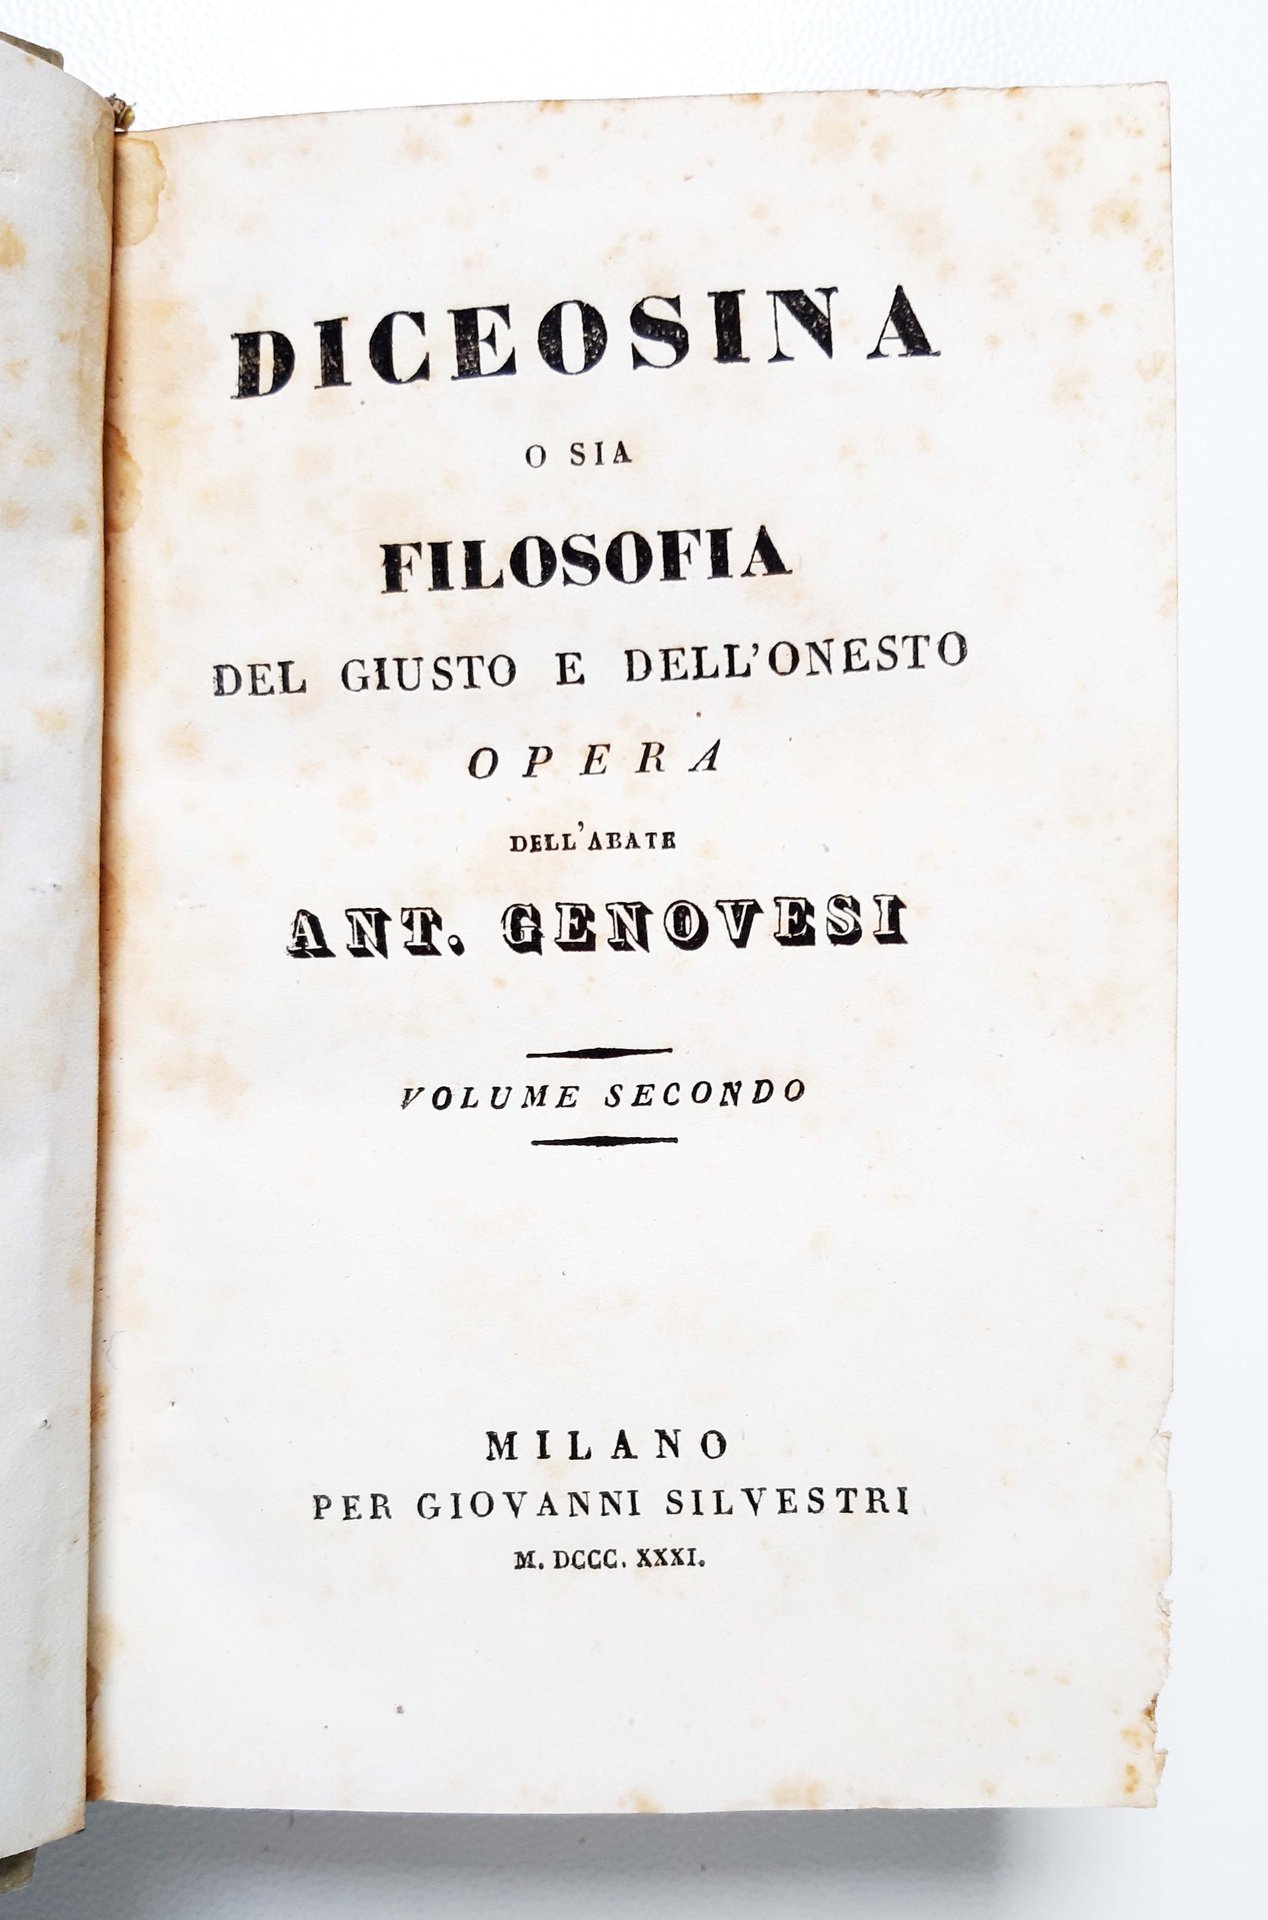 DICEOSINA
O SIA
FILOSOFIA
DEL GIUSTO E DELL'ONESTO
OPERA
DELL'ABATE
ANT. GENOVESI
VOLUME SECONDO
MILANO
PER GIOVANNI SILVESTRI
M. DCCC. XXXI.